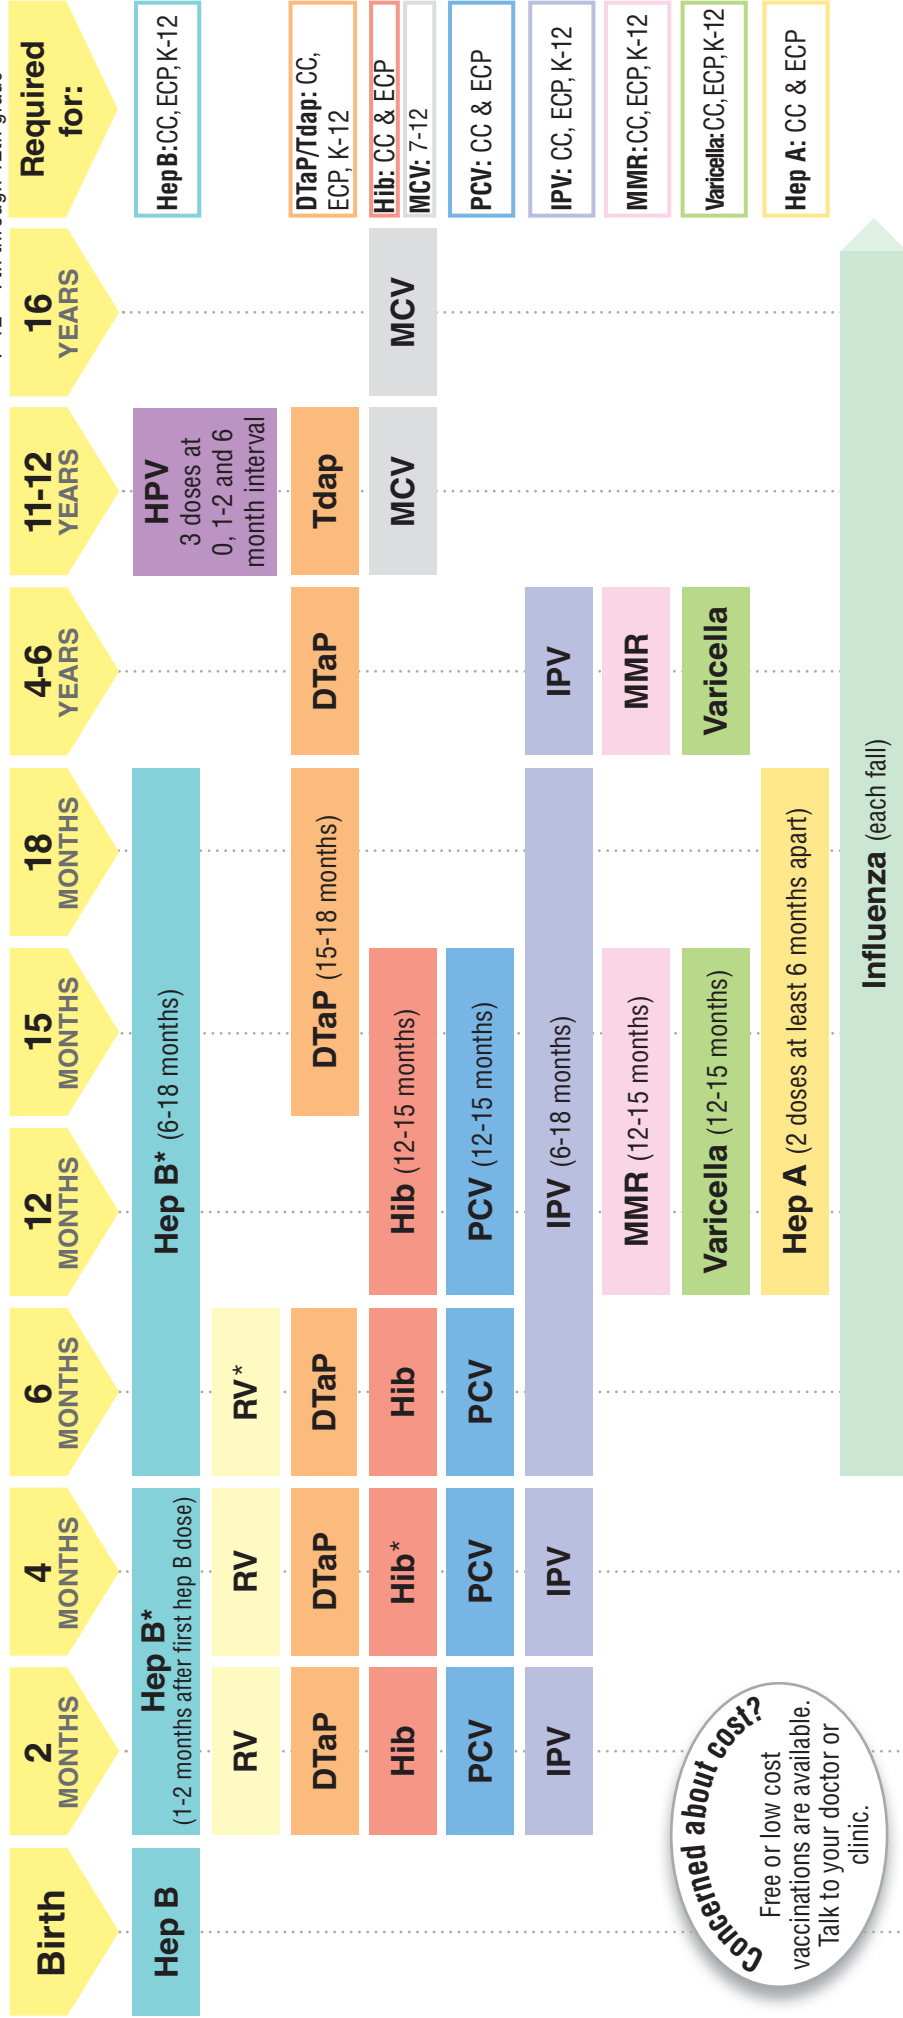 through 12th grade
Birth
2
MONTHS
4
MONTHS
6
MONTHS
12
MONTHS
15
MONTHS
18
MONTHS
4-6
YEARS
11-12
YEARS
16
YEARS
Required
for:
Hep B
Hep B*
(1-2 months after first hep B dose)
Hep B* (6-18 months)
HPV
3 doses at
0, 1-2 and 6
month interval
HepB: CC, ECP, K-12
RV
RV
RV*
DTaP
DTaP
DTaP
DTaP (15-18 months)
DTaP
Tdap
DTaP/Tdap: CC,
ECP, K-12
Hib
Hib*
Hib
Hib (12-15 months)
MCV
MCV
Hib: CC & ECP
MCV: 7-12
PCV
PCV
PCV
PCV (12-15 months)
PCV: CC & ECP
IPV
IPV
IPV (6-18 months)
IPV
IPV: CC, ECP, K-12
MMR (12-15 months)
MMR
MMR: CC, ECP, K-12
Varicella (12-15 months)
Varicella
Varicella: CC, ECP, K-12
Hep A (2 doses at least 6 months apart)
Hep A: CC & ECP
Influenza (each fall)
Concerned about cost?
Free or low cost
vaccinations are available.
Talk to your doctor or
clinic.